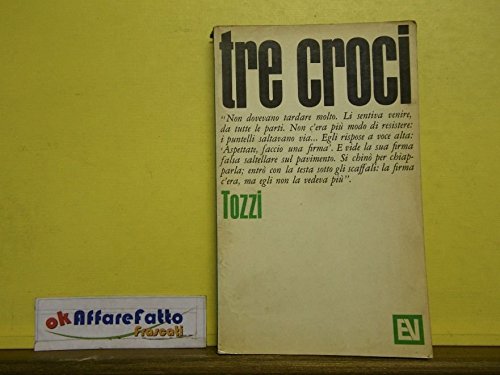 tre croci
"Non dovevano tardare molto. Li sentiva venire,
da tutte le parti. Non c'era più modo di resistere:
i puntelli saltavano via... Egli rispose a voce alta:
'Aspettate, faccio una firma'. E vide la sua firma
falsa saltellare sul pavimento. Si chinò per chiap-
parla; entrò con la testa sotto gli scaffali: la firma
c'era, ma egli non la vedeva più".
Tozzi
EV
okAffareFatto
Frascati